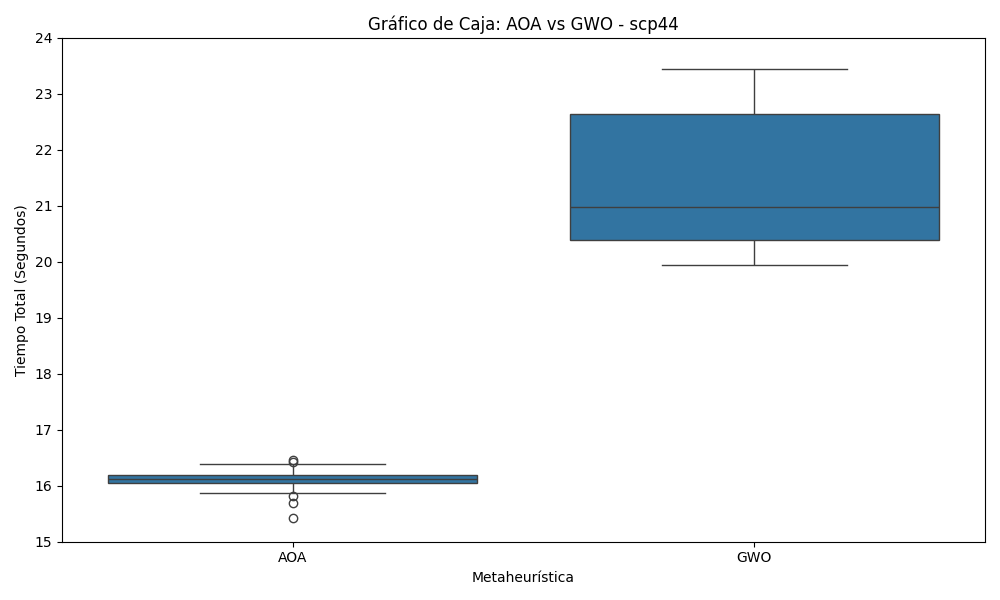 Gráfico de Caja: AOA vs GWO - scp44
Tiempo Total (Segundos)
24
23
22
21
20
19
18
17
16
15
AOA
GWO
Metaheurística